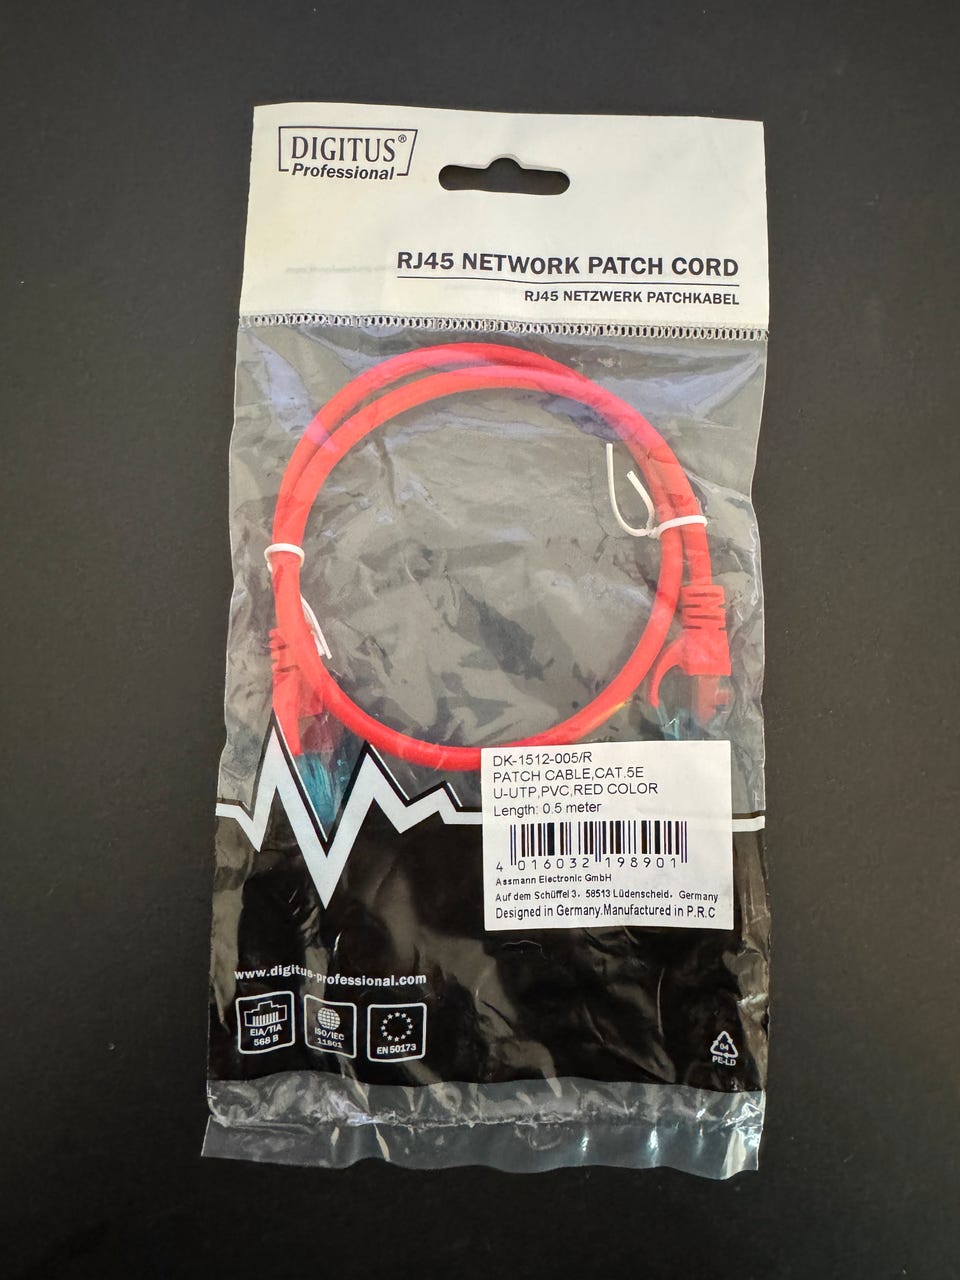 DIGITUS®
Professional
RJ45 NETWORK PATCH CORD
RJ45 NETZWERK PATCHKABEL
DK-1512-005/R
PATCH CABLE,CAT.5E
U-UTP,PVC,RED COLOR
Length: 0.5 meter
4 016032 198901
Assmann Electronic GmbH
Auf dem Schüffel 3, 58513 Lüdenscheid, Germany
Designed in Germany.Manufactured in P.R.C
www.digitus-professional.com
EIA/TIA
568 B
ISO/IEC
11801
EN 50173
04
PE-LD